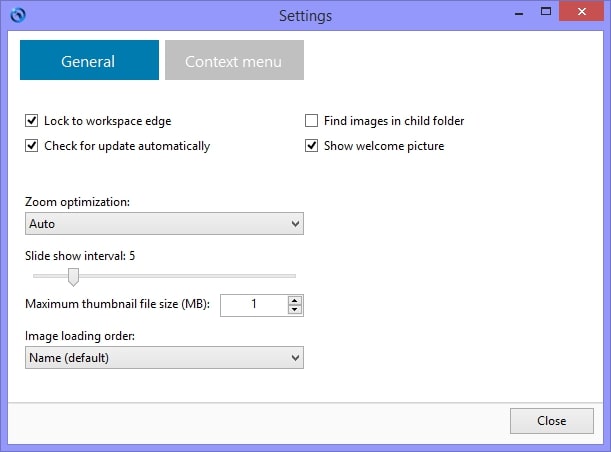 Settings
General
Context menu
Lock to workspace edge
Find images in child folder
Check for update automatically
Show welcome picture
Zoom optimization:
Auto
Slide show interval: 5
Maximum thumbnail file size (MB): 1
Image loading order:
Name (default)
Close